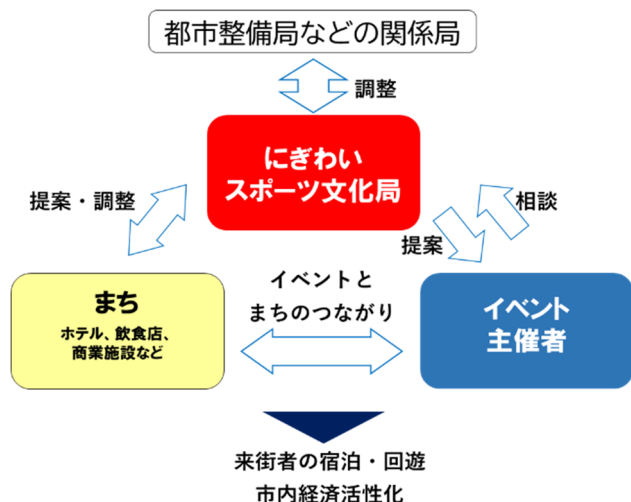 都市整備局などの関係局
調整
にぎわい
スポーツ文化局
提案・調整
相談
提案
まち
ホテル、飲食店、
商業施設など
イベントと
まちのつながり
イベント
主催者
来街者の宿泊・回遊
市内経済活性化